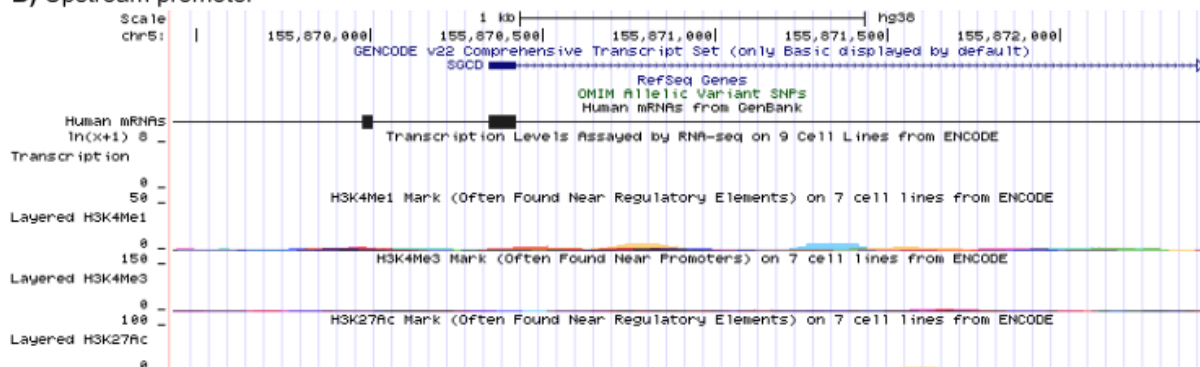 B) Upstream promoter
Scale 1 kb hg38
chr5: 155,870,000 155,870,500 155,871,000 155,871,500 155,872,000
GENCODE v22 Comprehensive Transcript Set (only Basic displayed by default)
SGCD
RefSeq Genes
OMIM Allelic Variant SNPs
Human mRNAs from GenBank
Human mRNAs
ln(x+1) 8 _ Transcription Levels Assayed by RNA-seq on 9 Cell Lines from ENCODE
Transcription
0 _
50 _ H3K4Me1 Mark (Often Found Near Regulatory Elements) on 7 cell lines from ENCODE
Layered H3K4Me1
0 _
150 _ H3K4Me3 Mark (Often Found Near Promoters) on 7 cell lines from ENCODE
Layered H3K4Me3
0 _
100 _ H3K27Ac Mark (Often Found Near Regulatory Elements) on 7 cell lines from ENCODE
Layered H3K27Ac
0